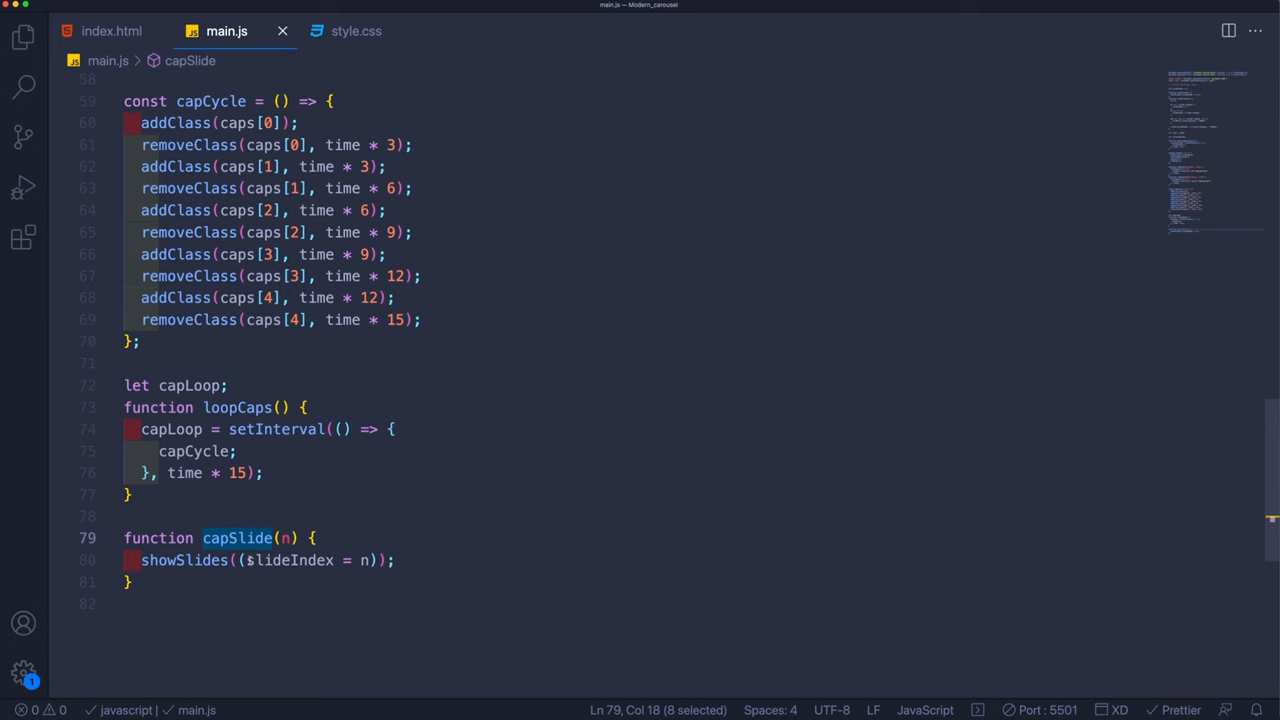 main.js — Modern_carousel
index.html
main.js
style.css
main.js > capSlide
58
59 const capCycle = () => {
60 addClass(caps[0]);
61 removeClass(caps[0], time * 3);
62 addClass(caps[1], time * 3);
63 removeClass(caps[1], time * 6);
64 addClass(caps[2], time * 6);
65 removeClass(caps[2], time * 9);
66 addClass(caps[3], time * 9);
67 removeClass(caps[3], time * 12);
68 addClass(caps[4], time * 12);
69 removeClass(caps[4], time * 15);
70 };
71
72 let capLoop;
73 function loopCaps() {
74 capLoop = setInterval(() => {
75 capCycle;
76 }, time * 15);
77 }
78
79 function capSlide(n) {
80 showSlides((slideIndex = n));
81 }
82
1
0 0 javascript | main.js Ln 79, Col 18 (8 selected) Spaces: 4 UTF-8 LF JavaScript Port : 5501 XD Prettier